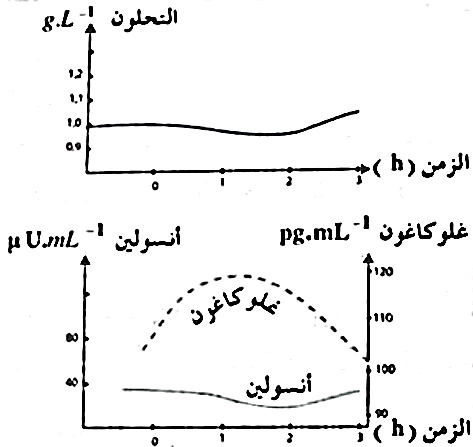 التحلون g.L⁻¹
1,2
1,1
1,0
0,9
0 1 2 3
الزمن (h)
أنسولين μU.mL⁻¹
غلوكاغون pg.mL⁻¹
120
110
100
90
80
40
غلوكاغون
أنسولين
0 1 2 3
الزمن (h)